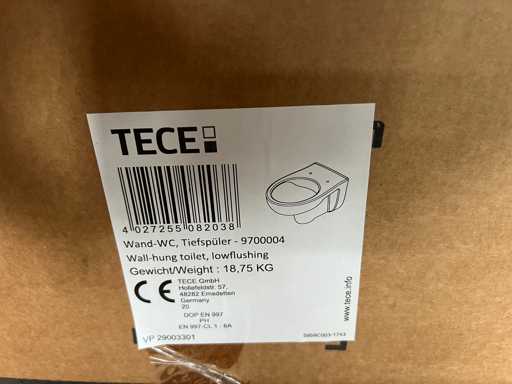 TECE
4 027255 082038
Wand-WC, Tiefspüler - 9700004
Wall-hung toilet, lowflushing
Gewicht/Weight : 18,75 KG
CE
TECE GmbH
Hollefeldstr. 57,
48282 Emsdetten
Germany
20
DOP EN 997
PH
EN 997-CL 1 - 6A
VP 29003301
www.tece.info